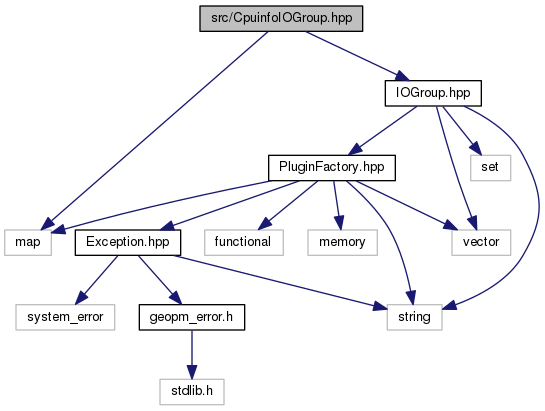 src/CpuinfoIOGroup.hpp
IOGroup.hpp
PluginFactory.hpp
set
map
Exception.hpp
functional
memory
vector
system_error
geopm_error.h
string
stdlib.h